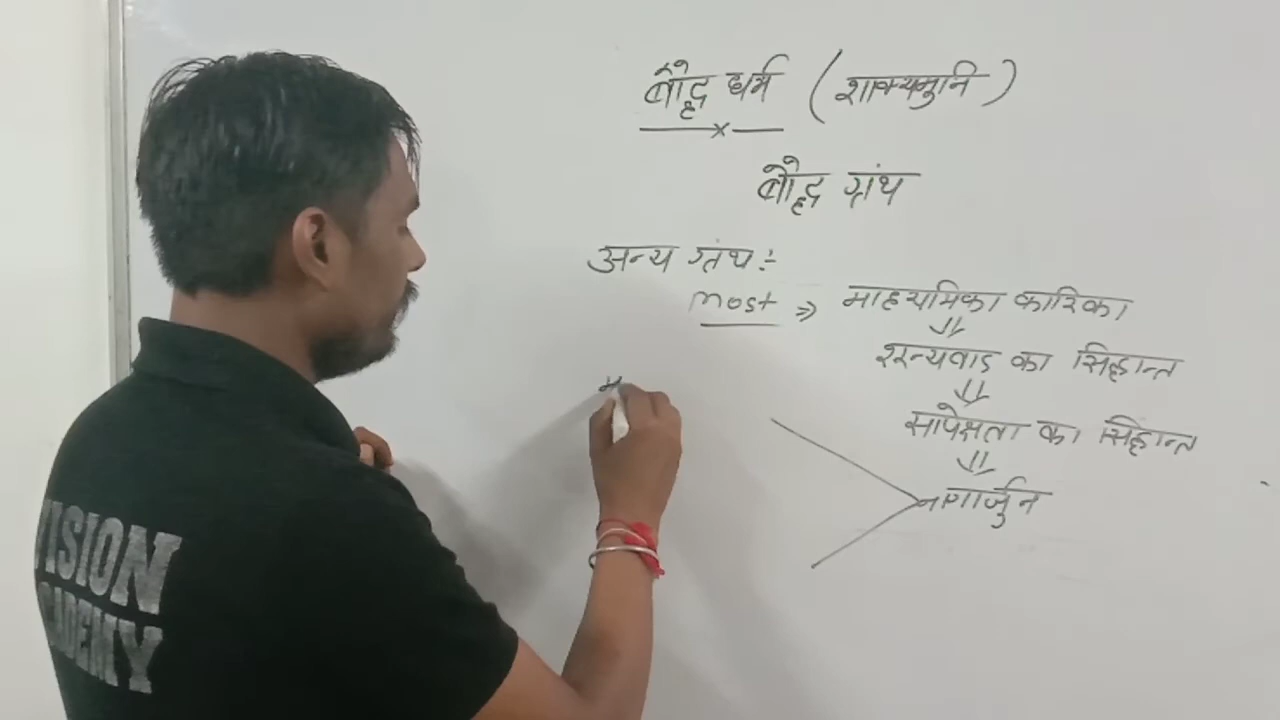 बौद्ध धर्म (शाक्यमुनि)
बौद्ध ग्रंथ
अन्य ग्रंथ :-
most ⇒ माध्यमिका कारिका
शून्यवाद का सिद्धान्त
सापेक्षता का सिद्धान्त
नागार्जुन
VISION
ACADEMY